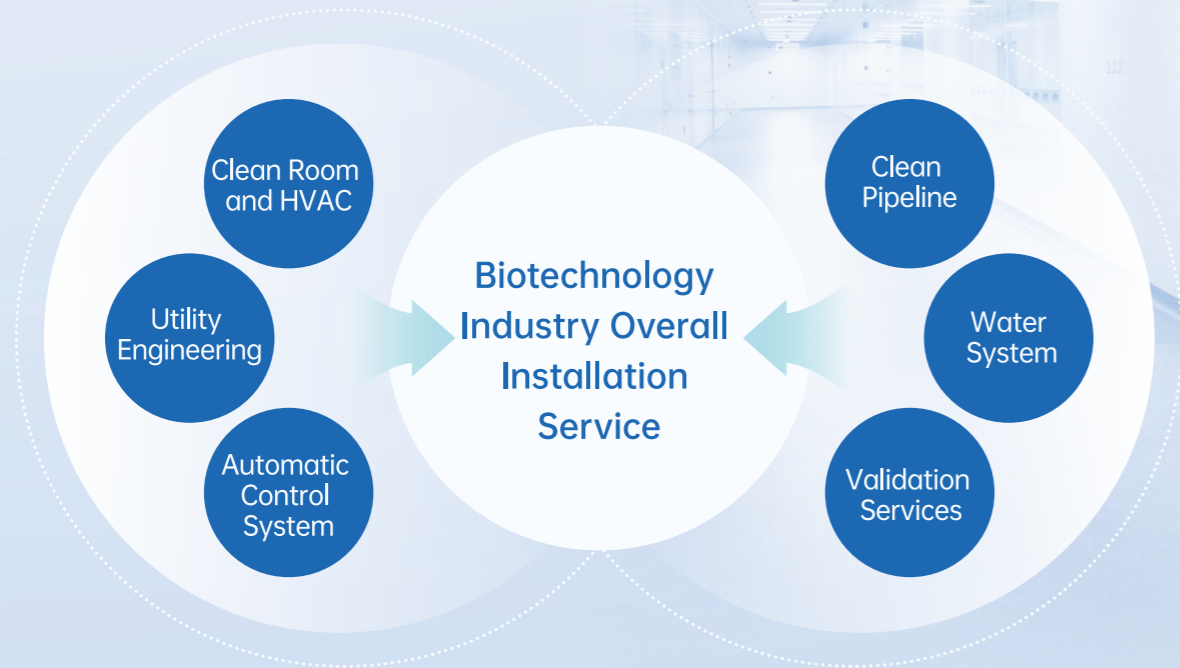 Clean Room
and HVAC
Utility
Engineering
Automatic
Control
System
Biotechnology
Industry Overall
Installation
Service
Clean
Pipeline
Water
System
Validation
Services